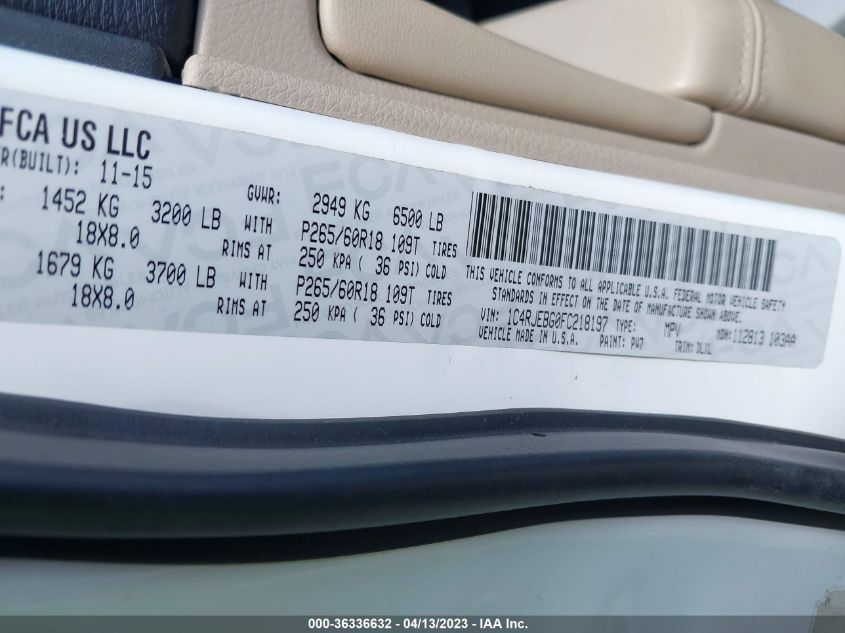 FCA US LLC
R(BUILT): 11-15
GVWR: 2949 KG 6500 LB
1452 KG 3200 LB WITH P265/60R18 109T TIRES
18X8.0 RIMS AT 250 KPA ( 36 PSI) COLD
1679 KG 3700 LB WITH P265/60R18 109T TIRES
18X8.0 RIMS AT 250 KPA ( 36 PSI) COLD
THIS VEHICLE CONFORMS TO ALL APPLICABLE U.S.A. FEDERAL MOTOR VEHICLE SAFETY
STANDARDS IN EFFECT ON THE DATE OF MANUFACTURE SHOWN ABOVE.
VIN: 1C4RJEBG0FC218197 TYPE: MPV MDH:112813 103AA
VEHICLE MADE IN U.S.A. PAINT: PW7 TRIM: DLXL
000-36336632 - 04/13/2023 - IAAI Inc.